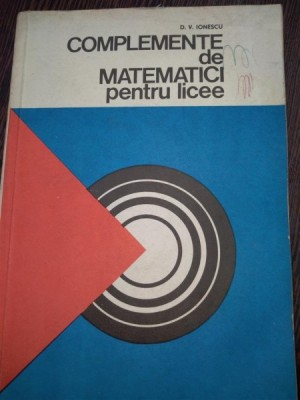 D. V. IONESCU
COMPLEMENTE
de
MATEMATICI
pentru licee